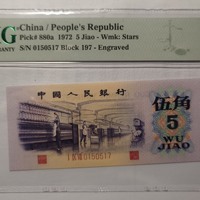 China / People's Republic
Pick# 880a 1972 5 Jiao - Wmk: Stars
S/N 0150517 Block 197 - Engraved
中国人民银行
伍角
5
WU JIAO
0150517